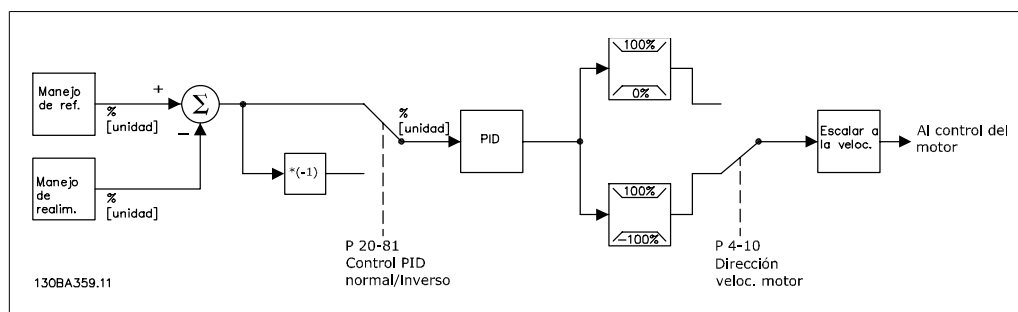 Manejo
de ref.
+
%
[unidad]
Σ
−
Manejo
de
realim.
%
[unidad]
*(-1)
%
[unidad]
P 20-81
Control PID
normal/Inverso
PID
100%
0%
100%
-100%
P 4-10
Dirección
veloc. motor
Escalar a
la veloc.
Al control del
motor
130BA359.11